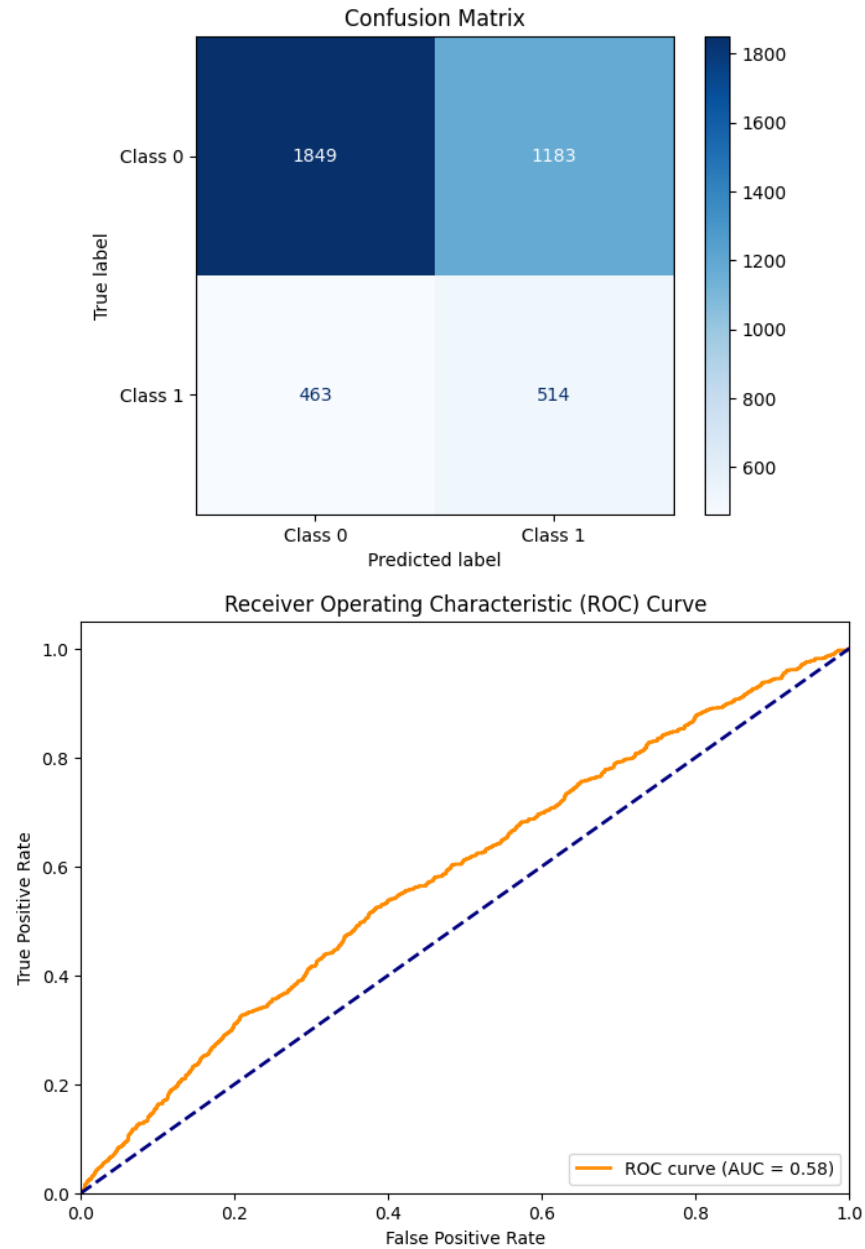 Confusion Matrix
Class 0
Class 1
True label
1849
1183
463
514
Class 0
Class 1
Predicted label
1800
1600
1400
1200
1000
800
600
Receiver Operating Characteristic (ROC) Curve
True Positive Rate
1.0
0.8
0.6
0.4
0.2
0.0
0.0
0.2
0.4
0.6
0.8
1.0
False Positive Rate
ROC curve (AUC = 0.58)